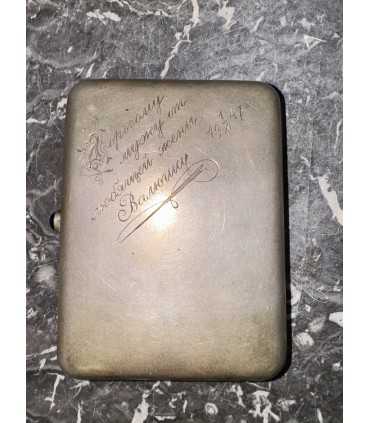 Дорогому
мужу от
любящей жены
Валюши